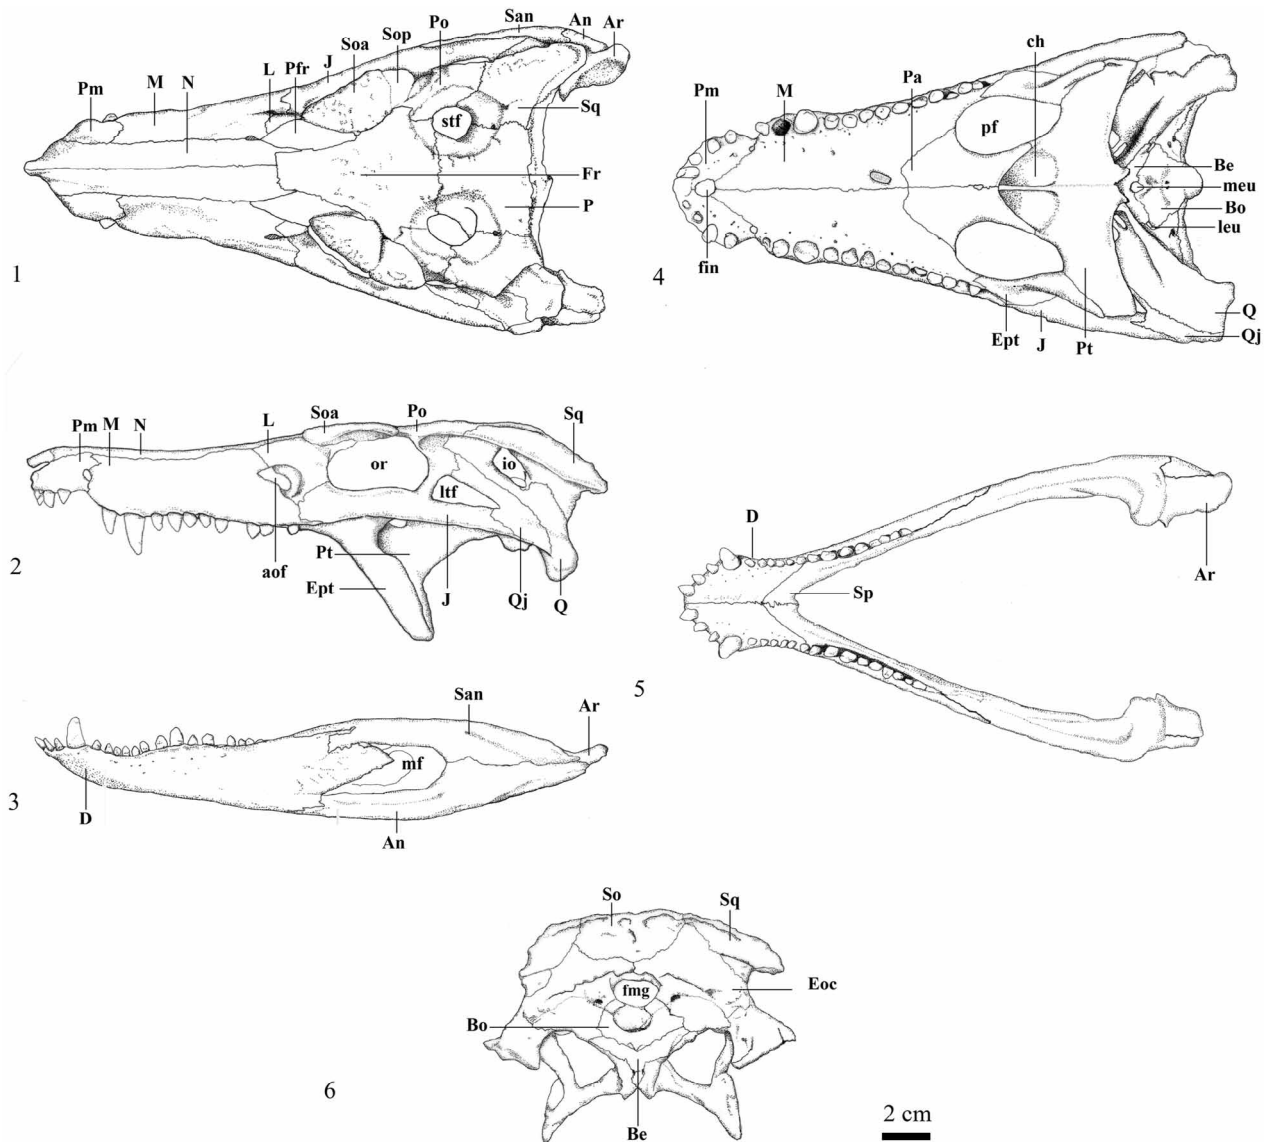 San An Ar
Po
Sop
Soa
J
Pfr
L
N
M
Pm
Sq
stf
Fr
P
1
Pm M N L Soa Po Sq
or io
ltf
aof
Pt
Ept
J
Qj
Q
2
San
Ar
mf
D
An
3
ch
Pa
M
Pm
pf
Be
meu
Bo
leu
fin
Q
Qj
Ept J Pt
4
D
Ar
Sp
5
So Sq
fmg
Eoc
Bo
Be
6
2 cm